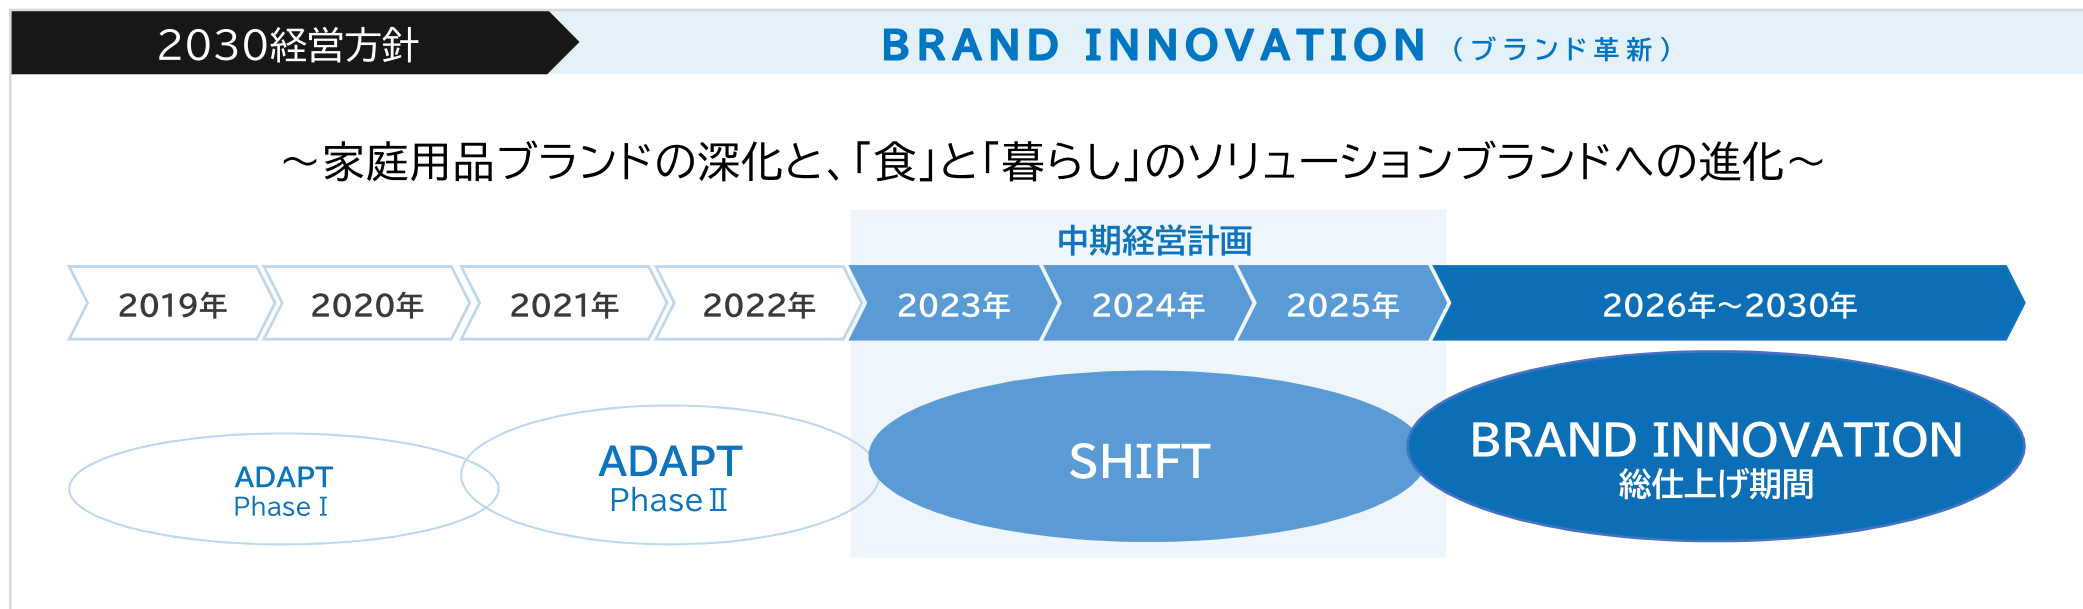 2030経営方針
BRAND INNOVATION (ブランド革新)
～家庭用品ブランドの深化と、「食」と「暮らし」のソリューションブランドへの進化～
中期経営計画
2019年
2020年
2021年
2022年
2023年
2024年
2025年
2026年～2030年
ADAPT
Phase Ⅰ
ADAPT
Phase Ⅱ
SHIFT
BRAND INNOVATION
総仕上げ期間